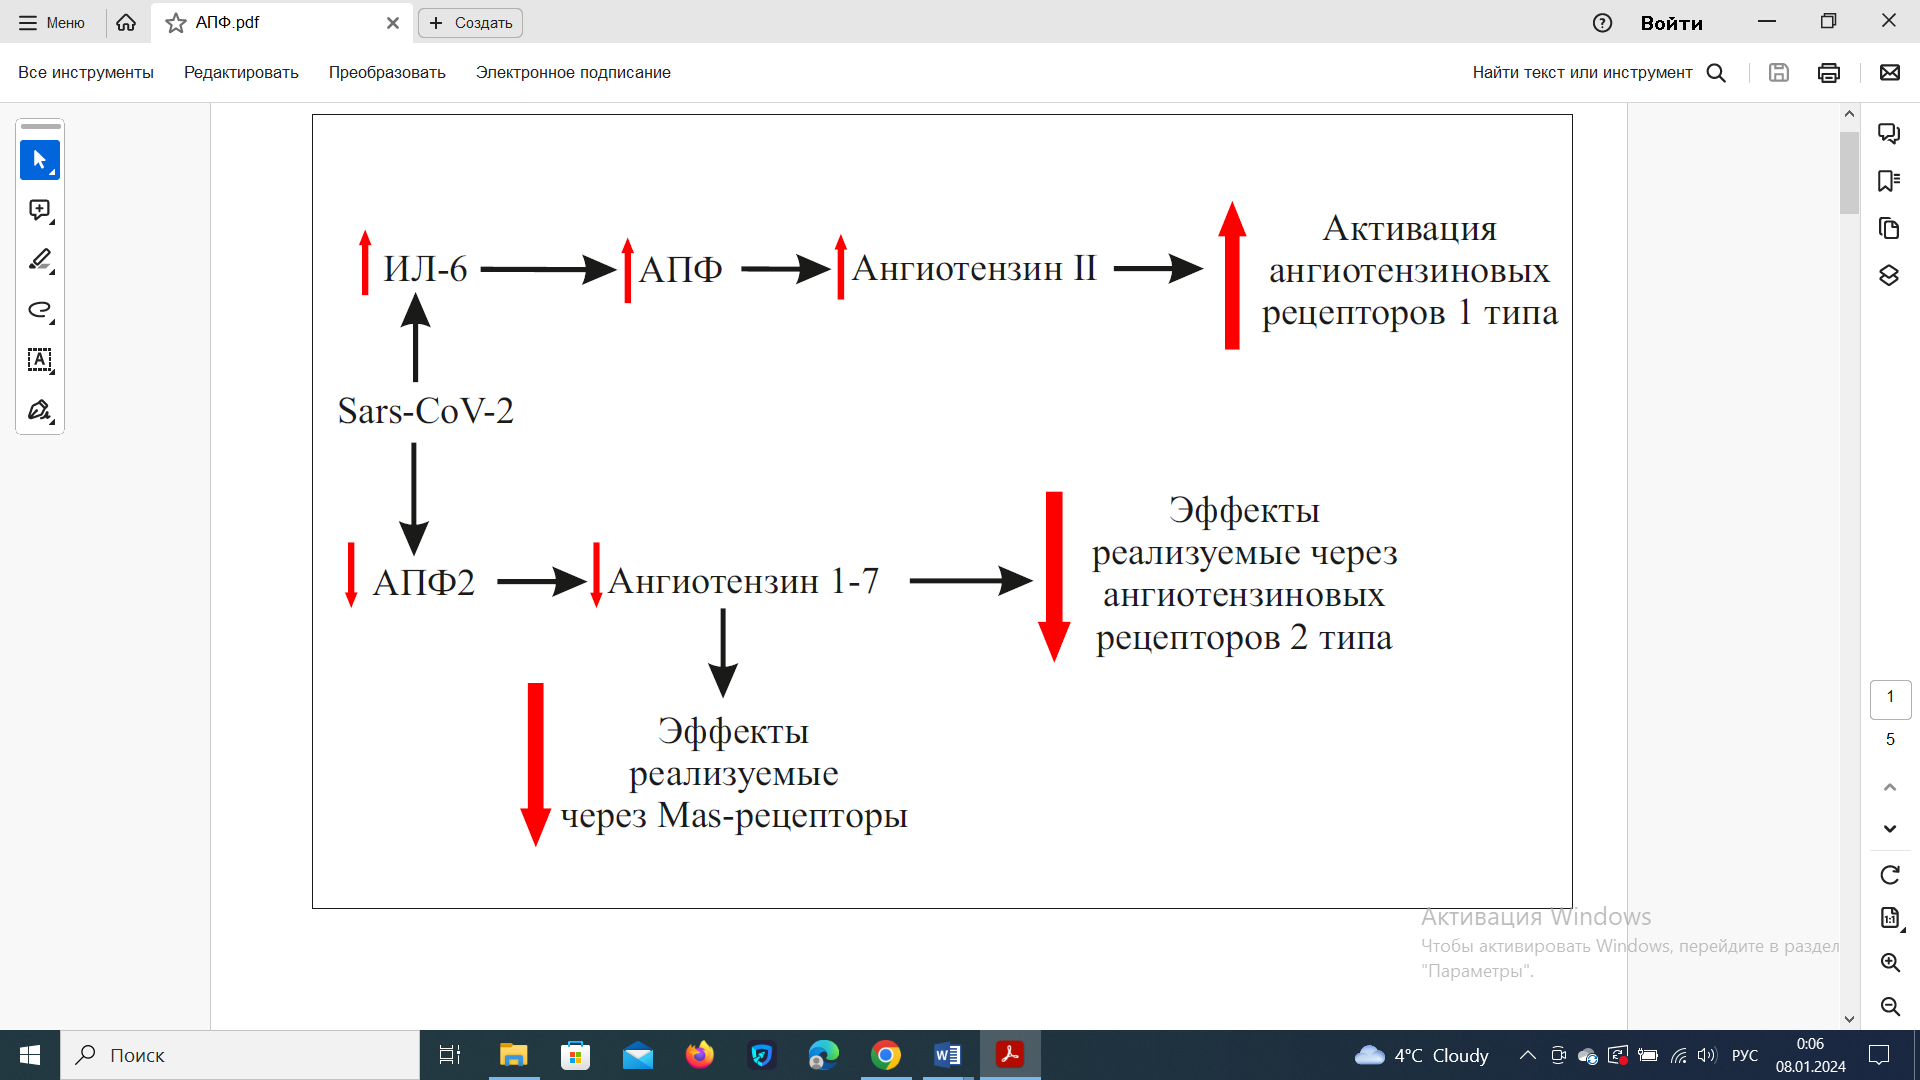 Меню
АПФ.pdf
Создать
Войти
Все инструменты
Редактировать
Преобразовать
Электронное подписание
Найти текст или инструмент
ИЛ-6
АПФ
Ангиотензин II
Активация
ангиотензиновых
рецепторов 1 типа
Sars-CoV-2
АПФ2
Ангиотензин 1-7
Эффекты
реализуемые через
ангиотензиновых
рецепторов 2 типа
Эффекты
реализуемые
через Mas-рецепторы
1
5
Активация Windows
Чтобы активировать Windows, перейдите в раздел
"Параметры".
Поиск
4°C Cloudy
РУС
0:06
08.01.2024